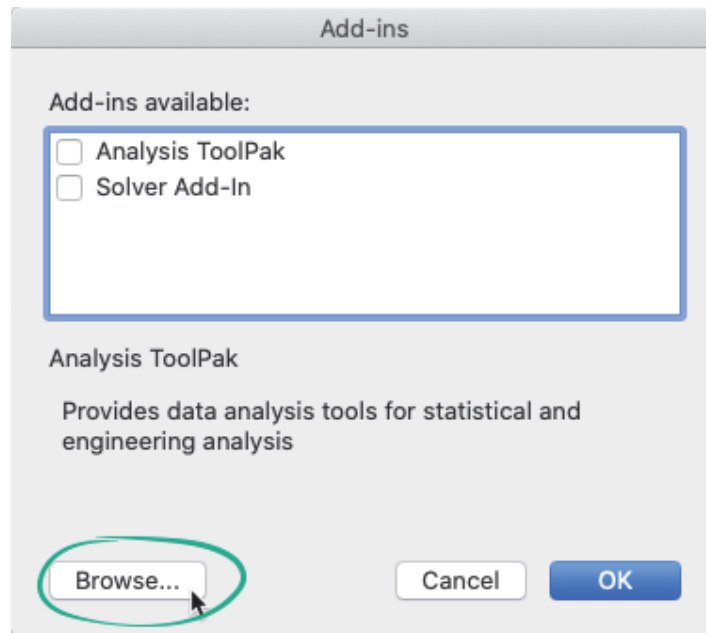 Add-ins
Add-ins available:
Analysis ToolPak
Solver Add-In
Analysis ToolPak
Provides data analysis tools for statistical and
engineering analysis
Browse...
Cancel
OK